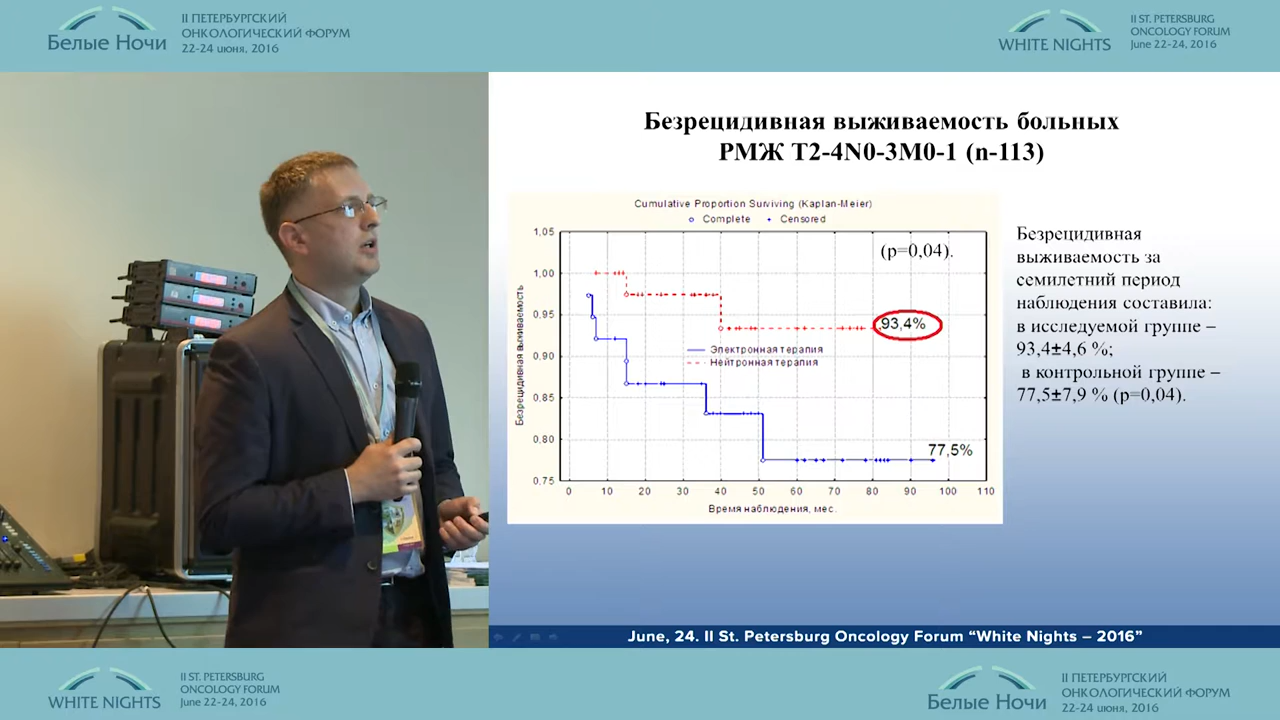 Белые Ночи
II ПЕТЕРБУРГСКИЙ
ОНКОЛОГИЧЕСКИЙ ФОРУМ
22-24 июня, 2016
WHITE NIGHTS
II ST. PETERSBURG
ONCOLOGY FORUM
June 22-24, 2016
Безрецидивная выживаемость больных
РМЖ T2-4N0-3M0-1 (n-113)
Cumulative Proportion Surviving (Kaplan-Meier)
Complete Censored
(p=0,04).
1,05
1,00
0,95
0,90
0,85
0,80
0,75
Безрецидивная выживаемость
93,4%
Электронная терапия
Нейтронная терапия
77,5%
0 10 20 30 40 50 60 70 80 90 100 110
Время наблюдения, мес.
Безрецидивная
выживаемость за
семилетний период
наблюдения составила:
в исследуемой группе –
93,4±4,6 %;
в контрольной группе –
77,5±7,9 % (p=0,04).
June, 24. II St. Petersburg Oncology Forum “White Nights – 2016”
WHITE NIGHTS
II ST. PETERSBURG
ONCOLOGY FORUM
June 22-24, 2016
Белые Ночи
II ПЕТЕРБУРГСКИЙ
ОНКОЛОГИЧЕСКИЙ ФОРУМ
22-24 июня, 2016